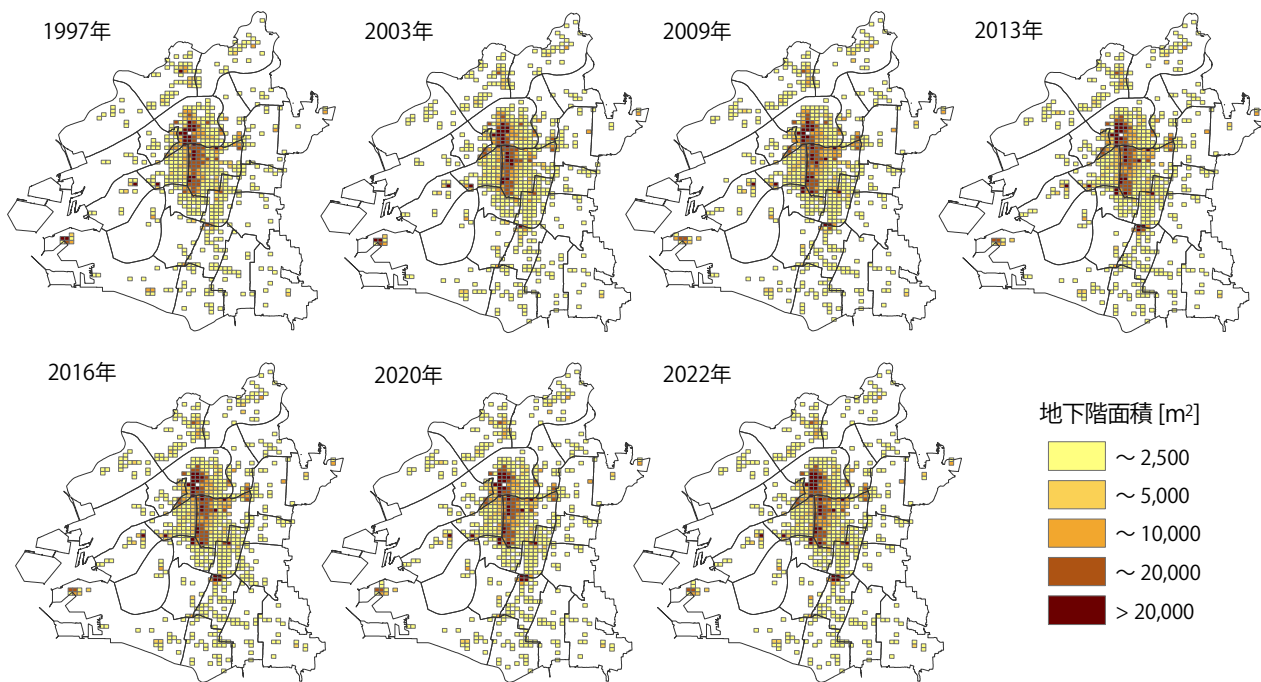 1997年
2003年
2009年
2013年
2016年
2020年
2022年
地下階面積 [m²]
～ 2,500
～ 5,000
～ 10,000
～ 20,000
> 20,000